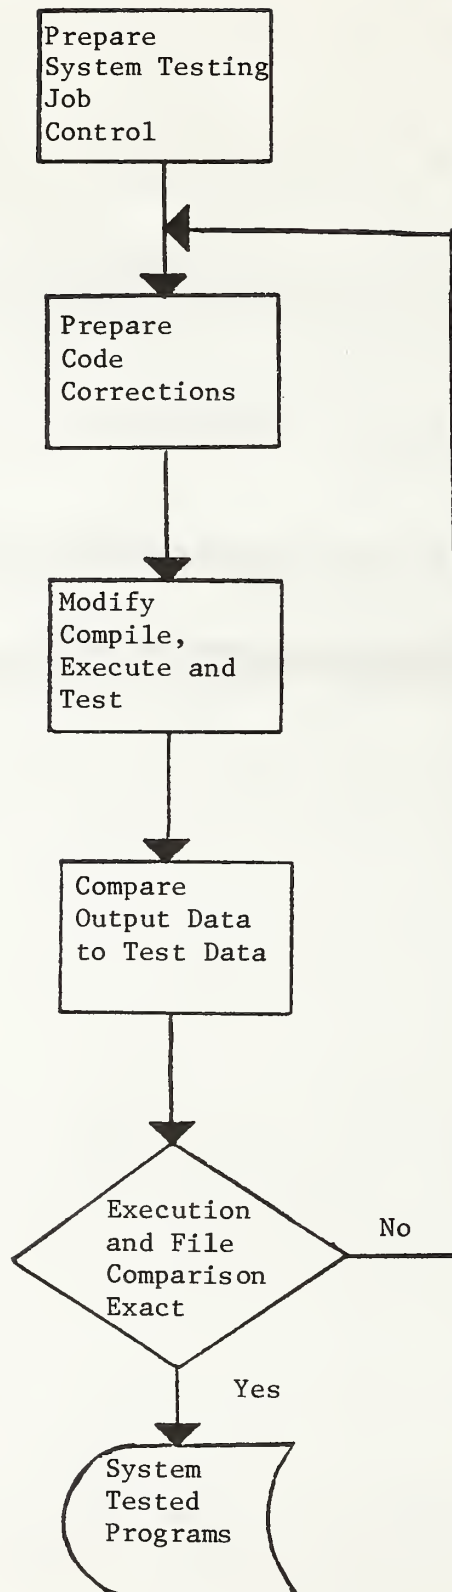 Prepare
System Testing
Job
Control
Prepare
Code
Corrections
Modify
Compile,
Execute and
Test
Compare
Output Data
to Test Data
Execution
and File
Comparison
Exact
No
Yes
System
Tested
Programs